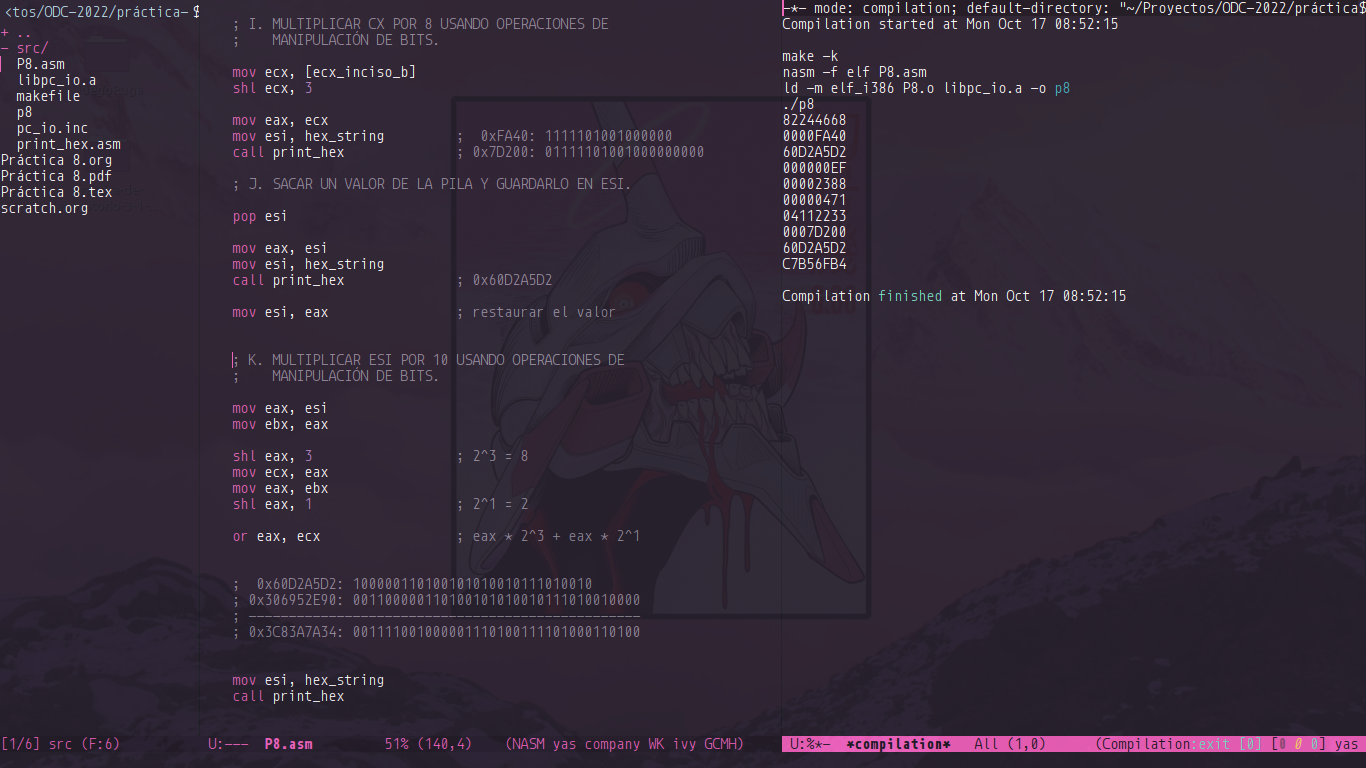 <tos/ODC-2022/práctica- $
+ ..
- src/
P8.asm
libpc_io.a
makefile
p8
pc_io.inc
print_hex.asm
Práctica 8.org
Práctica 8.pdf
Práctica 8.tex
scratch.org
[1/6] src (F:6)
; I. MULTIPLICAR CX POR 8 USANDO OPERACIONES DE
;    MANIPULACIÓN DE BITS.
mov ecx, [ecx_inciso_b]
shl ecx, 3
mov eax, ecx
mov esi, hex_string ;  0xFA40: 1111101001000000
call print_hex ; 0x7D200: 01111101001000000000
; J. SACAR UN VALOR DE LA PILA Y GUARDARLO EN ESI.
pop esi
mov eax, esi
mov esi, hex_string
call print_hex ; 0x60D2A5D2
mov esi, eax ; restaurar el valor
; K. MULTIPLICAR ESI POR 10 USANDO OPERACIONES DE
;    MANIPULACIÓN DE BITS.
mov eax, esi
mov ebx, eax
shl eax, 3 ; 2^3 = 8
mov ecx, eax
mov eax, ebx
shl eax, 1 ; 2^1 = 2
or eax, ecx ; eax * 2^3 + eax * 2^1
;  0x60D2A5D2: 100000110100101010010111010010
; 0x306952E90: 001100000110100101010010111010010000
; -------------------------------------------------
; 0x3C83A7A34: 001111001000001110100111101000110100
mov esi, hex_string
call print_hex
U:--- P8.asm 51% (140,4) (NASM yas company WK ivy GCMH)
-*- mode: compilation; default-directory: "~/Proyectos/ODC-2022/práctica$
Compilation started at Mon Oct 17 08:52:15
make -k
nasm -f elf P8.asm
ld -m elf_i386 P8.o libpc_io.a -o p8
./p8
82244668
0000FA40
60D2A5D2
000000EF
00002388
00000471
04112233
0007D200
60D2A5D2
C7B56FB4
Compilation finished at Mon Oct 17 08:52:15
U:%*- *compilation* All (1,0) (Compilation:exit [0] [0 0 0] yas